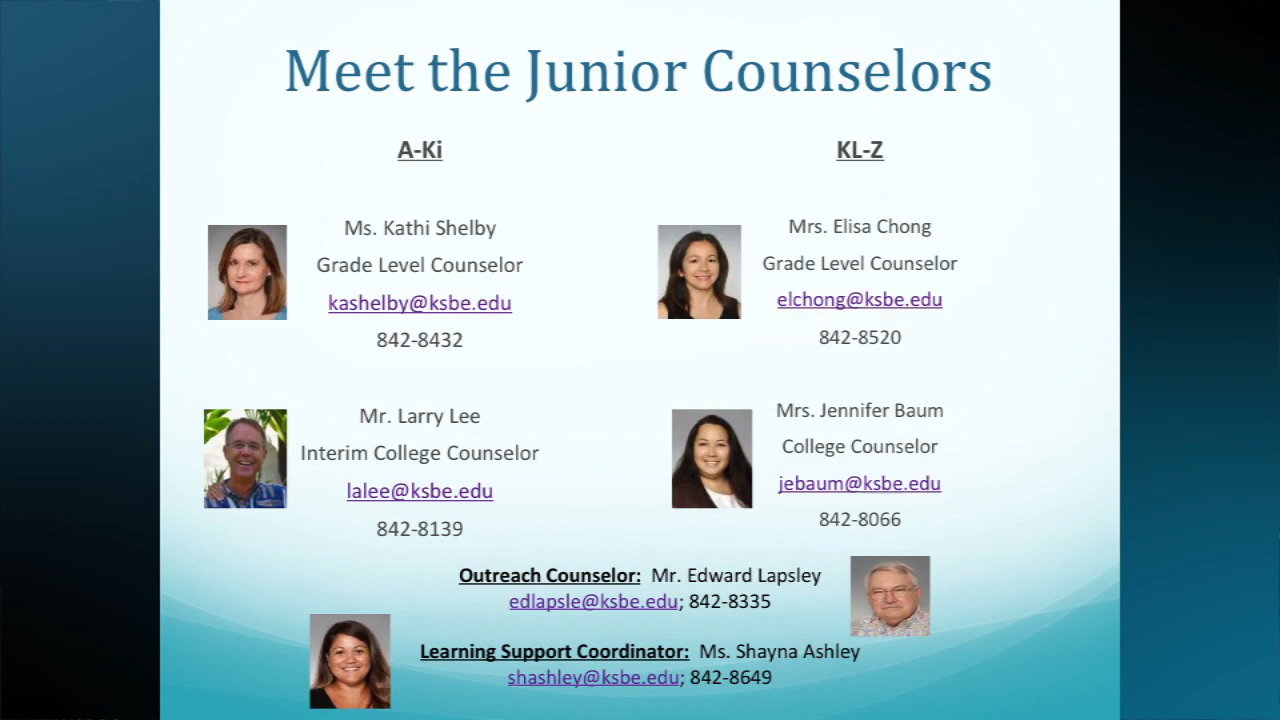 Meet the Junior Counselors
A-Ki
Ms. Kathi Shelby
Grade Level Counselor
kashelby@ksbe.edu
842-8432
Mr. Larry Lee
Interim College Counselor
lalee@ksbe.edu
842-8139
KL-Z
Mrs. Elisa Chong
Grade Level Counselor
elchong@ksbe.edu
842-8520
Mrs. Jennifer Baum
College Counselor
jebaum@ksbe.edu
842-8066
Outreach Counselor: Mr. Edward Lapsley
edlapsle@ksbe.edu; 842-8335
Learning Support Coordinator: Ms. Shayna Ashley
shashley@ksbe.edu; 842-8649